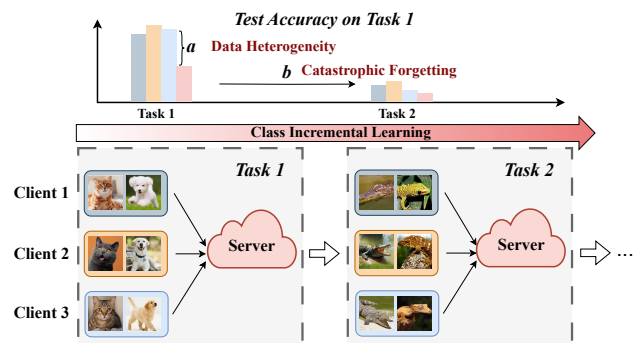 Test Accuracy on Task 1
a
Data Heterogeneity
b
Catastrophic Forgetting
Task 1
Task 2
Class Incremental Learning
Task 1
Task 2
Client 1
Client 2
Client 3
Server
Server
...